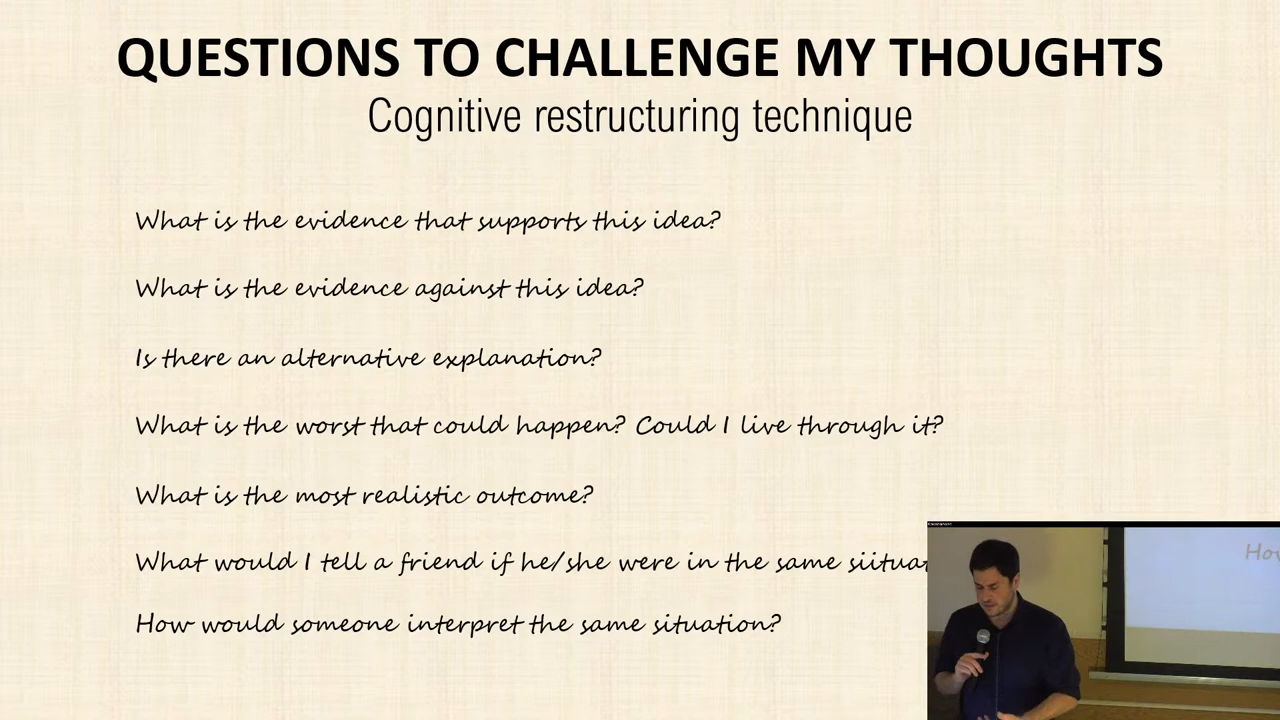 QUESTIONS TO CHALLENGE MY THOUGHTS
Cognitive restructuring technique
What is the evidence that supports this idea?
What is the evidence against this idea?
Is there an alternative explanation?
What is the worst that could happen? Could I live through it?
What is the most realistic outcome?
What would I tell a friend if he/she were in the same siituat
How would someone interpret the same situation?
How